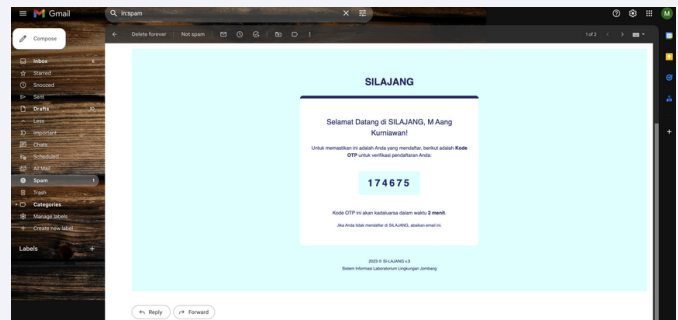 Gmail
in:spam
M
Compose
Delete forever
Not spam
1 of 2
Inbox
Starred
Snoozed
Sent
Drafts
Less
Important
Chats
Scheduled
All Mail
Spam
1
Trash
Categories
Manage labels
Create new label
Labels
SILAJANG
Selamat Datang di SILAJANG, M Aang
Kurniawan!
Untuk memastikan ini adalah Anda yang mendaftar, berikut adalah Kode
OTP untuk verifikasi pendaftaran Anda:
174675
Kode OTP ini akan kadaluarsa dalam waktu 2 menit.
Jika Anda tidak mendaftar di SILAJANG, abaikan email ini.
2023 © SI-LAJANG v.3
Sistem Informasi Laboratorium Lingkungan Jombang
Reply
Forward